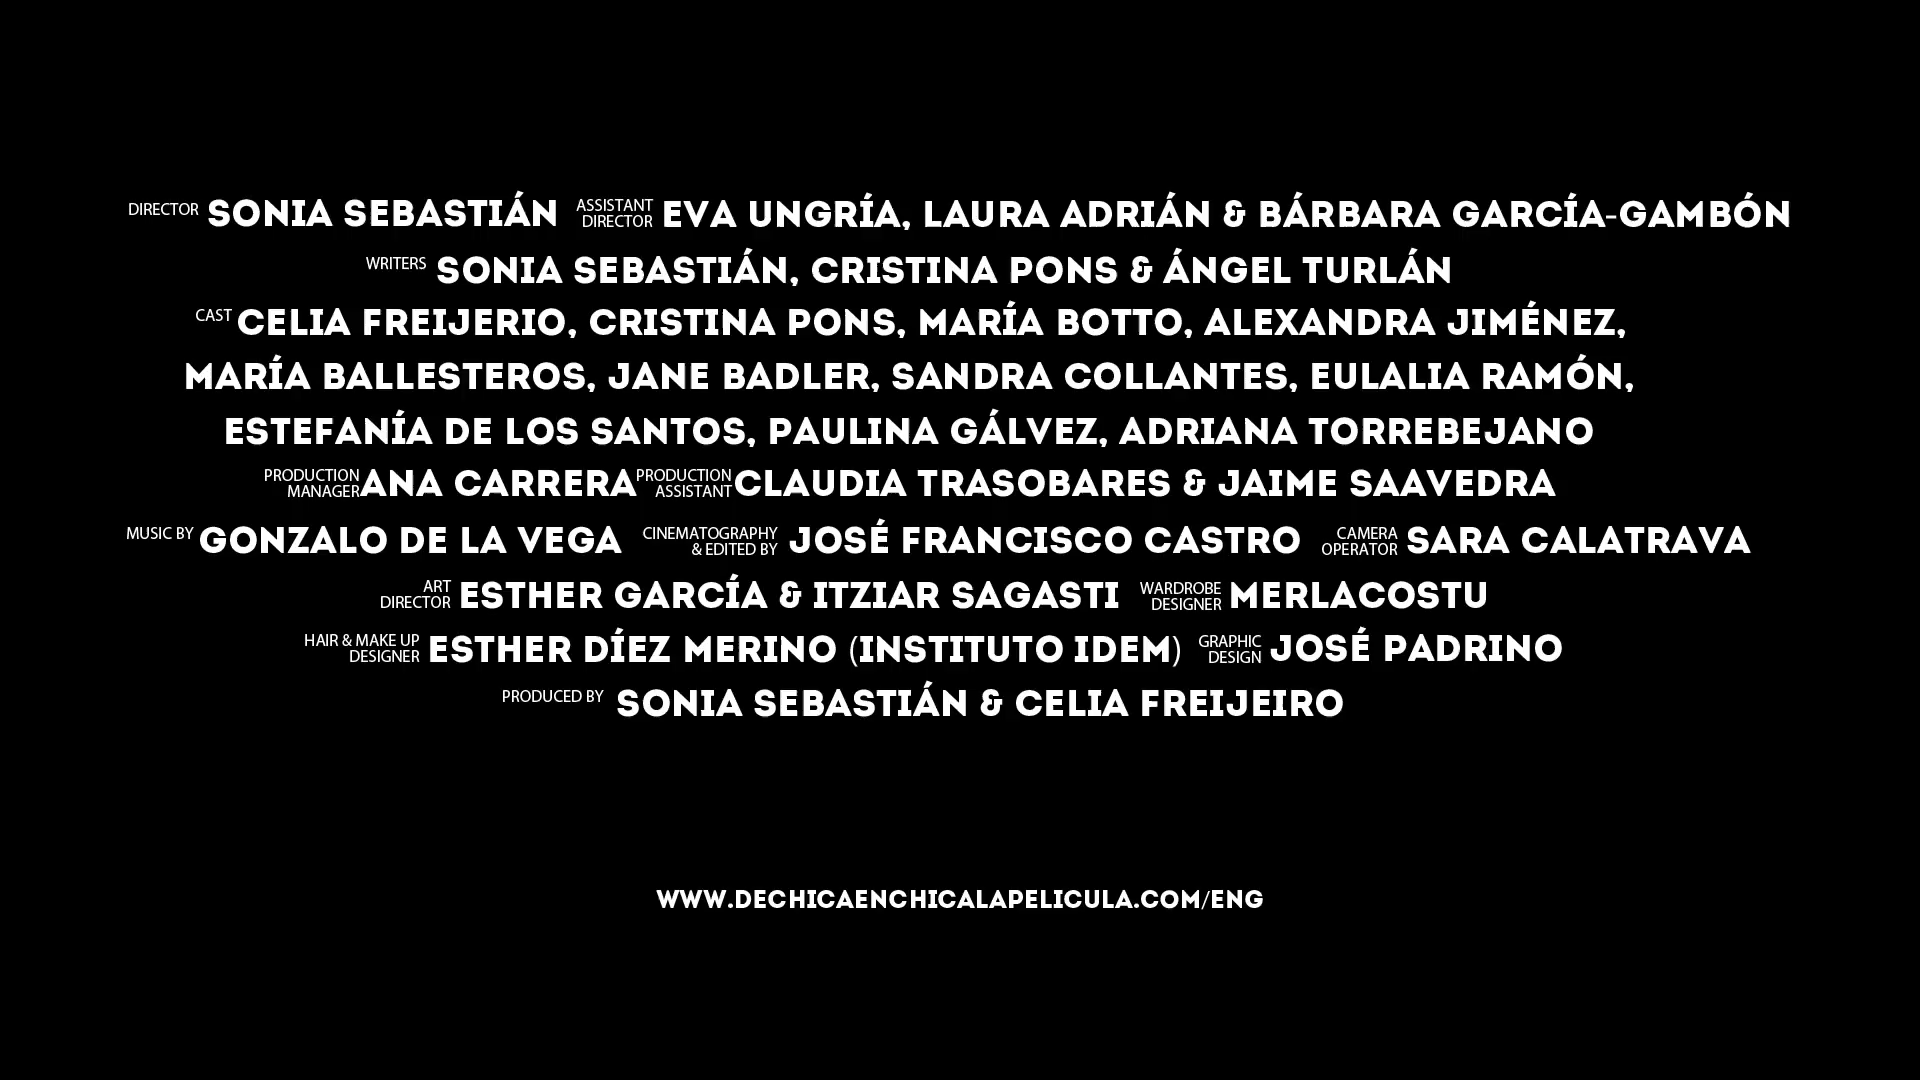 DIRECTOR SONIA SEBASTIÁN ASSISTANT DIRECTOR EVA UNGRÍA, LAURA ADRIÁN & BÁRBARA GARCÍA-GAMBÓN
WRITERS SONIA SEBASTIÁN, CRISTINA PONS & ÁNGEL TURLÁN
CAST CELIA FREIJERIO, CRISTINA PONS, MARÍA BOTTO, ALEXANDRA JIMÉNEZ,
MARÍA BALLESTEROS, JANE BADLER, SANDRA COLLANTES, EULALIA RAMÓN,
ESTEFANÍA DE LOS SANTOS, PAULINA GÁLVEZ, ADRIANA TORREBEJANO
PRODUCTION MANAGER ANA CARRERA PRODUCTION ASSISTANT CLAUDIA TRASOBARES & JAIME SAAVEDRA
MUSIC BY GONZALO DE LA VEGA CINEMATOGRAPHY & EDITED BY JOSÉ FRANCISCO CASTRO CAMERA OPERATOR SARA CALATRAVA
ART DIRECTOR ESTHER GARCÍA & ITZIAR SAGASTI WARDROBE DESIGNER MERLACOSTU
HAIR & MAKE UP DESIGNER ESTHER DÍEZ MERINO (INSTITUTO IDEM) GRAPHIC DESIGN JOSÉ PADRINO
PRODUCED BY SONIA SEBASTIÁN & CELIA FREIJEIRO
WWW.DECHICAENCHICALAPELICULA.COM/ENG